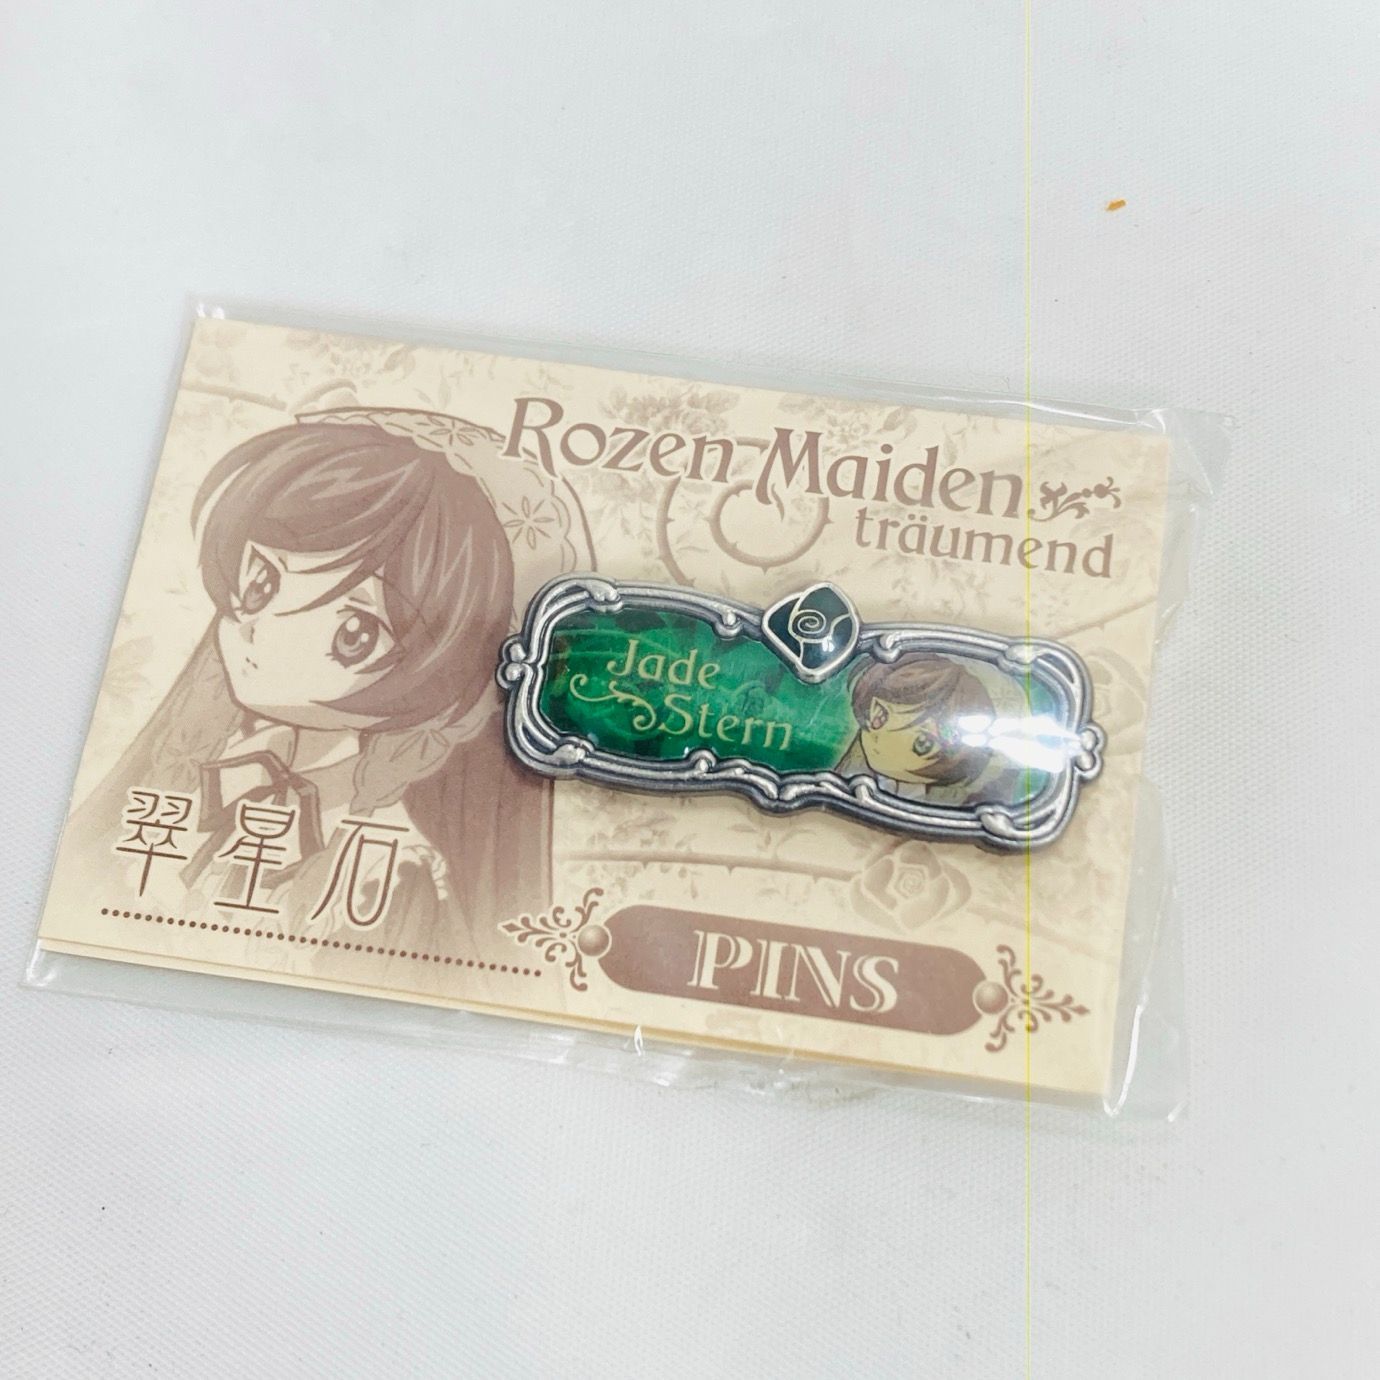 Rozen Maiden
träumend
Jade
Stern
翠星石
PINS